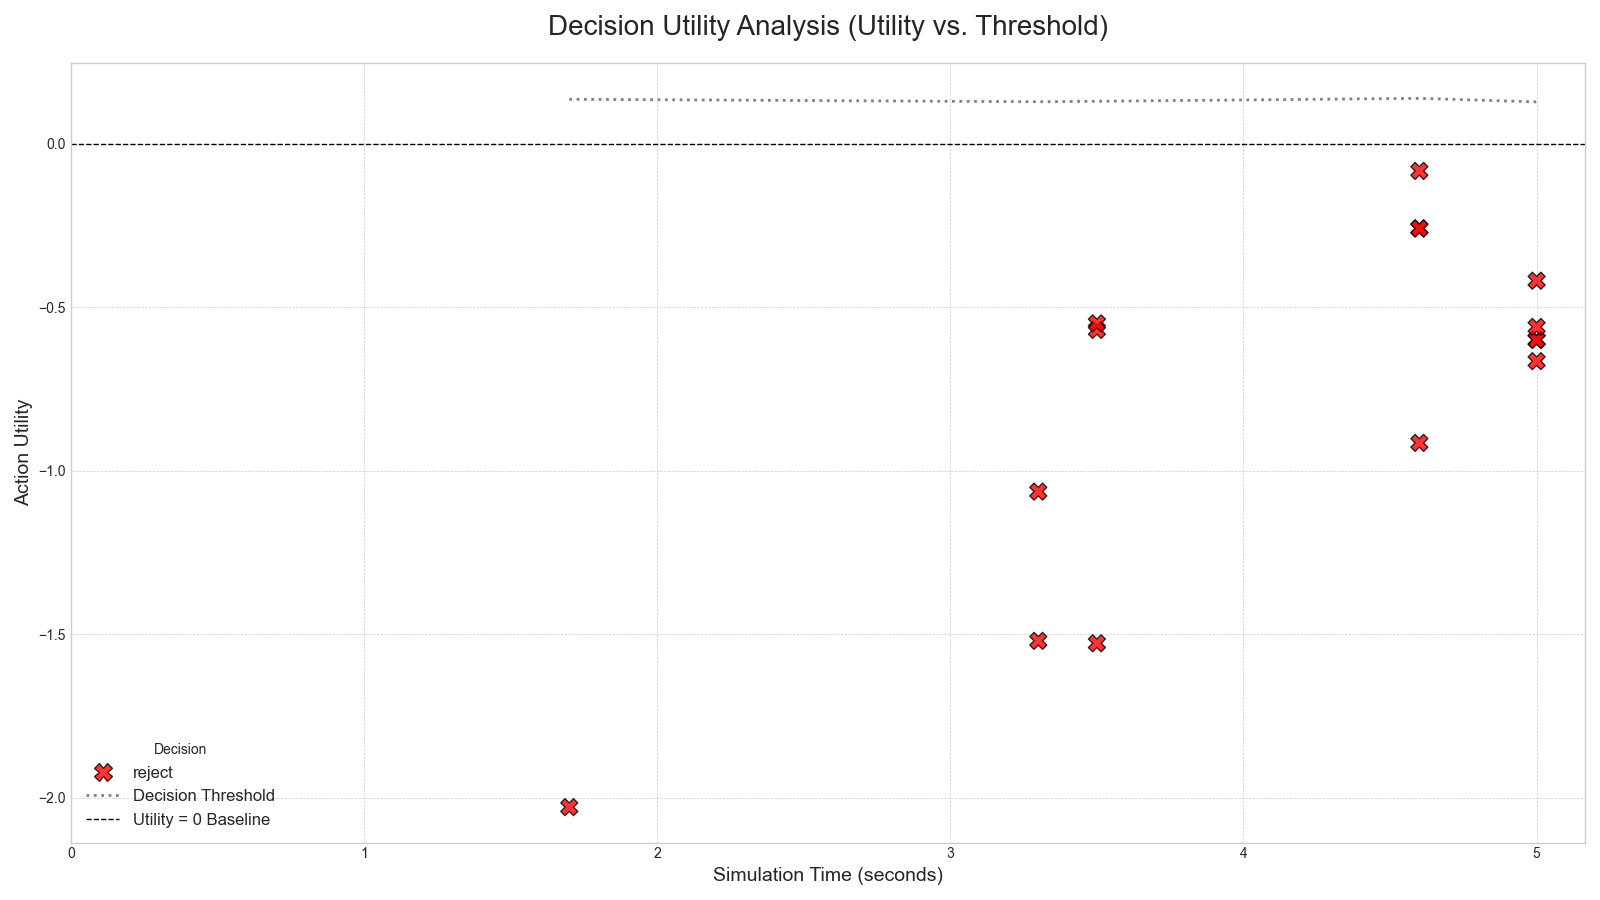 Decision Utility Analysis (Utility vs. Threshold)
0.0
−0.5
−1.0
−1.5
−2.0
Action Utility
Decision
reject
Decision Threshold
Utility = 0 Baseline
0 1 2 3 4 5
Simulation Time (seconds)